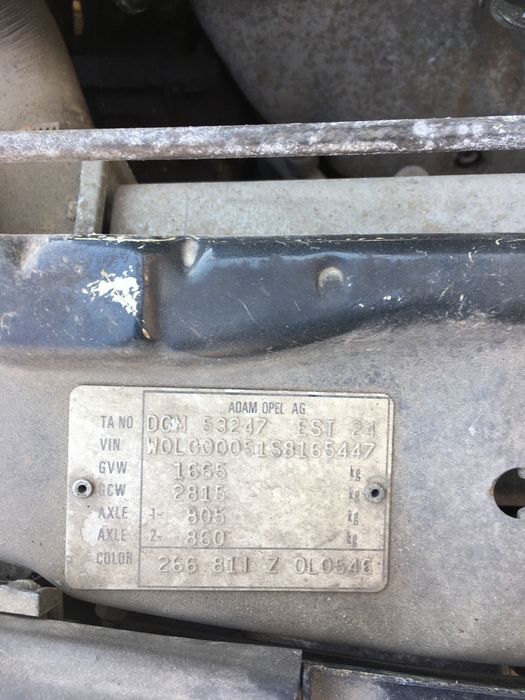 ADAM OPEL AG
TA NO DGM 53247 EST 24
VIN W0L000051S8165447
GVW 1665 kg
GCW 2815 kg
AXLE 1- 805 kg
AXLE 2- 860 kg
COLOR 266 811 Z 0L0546